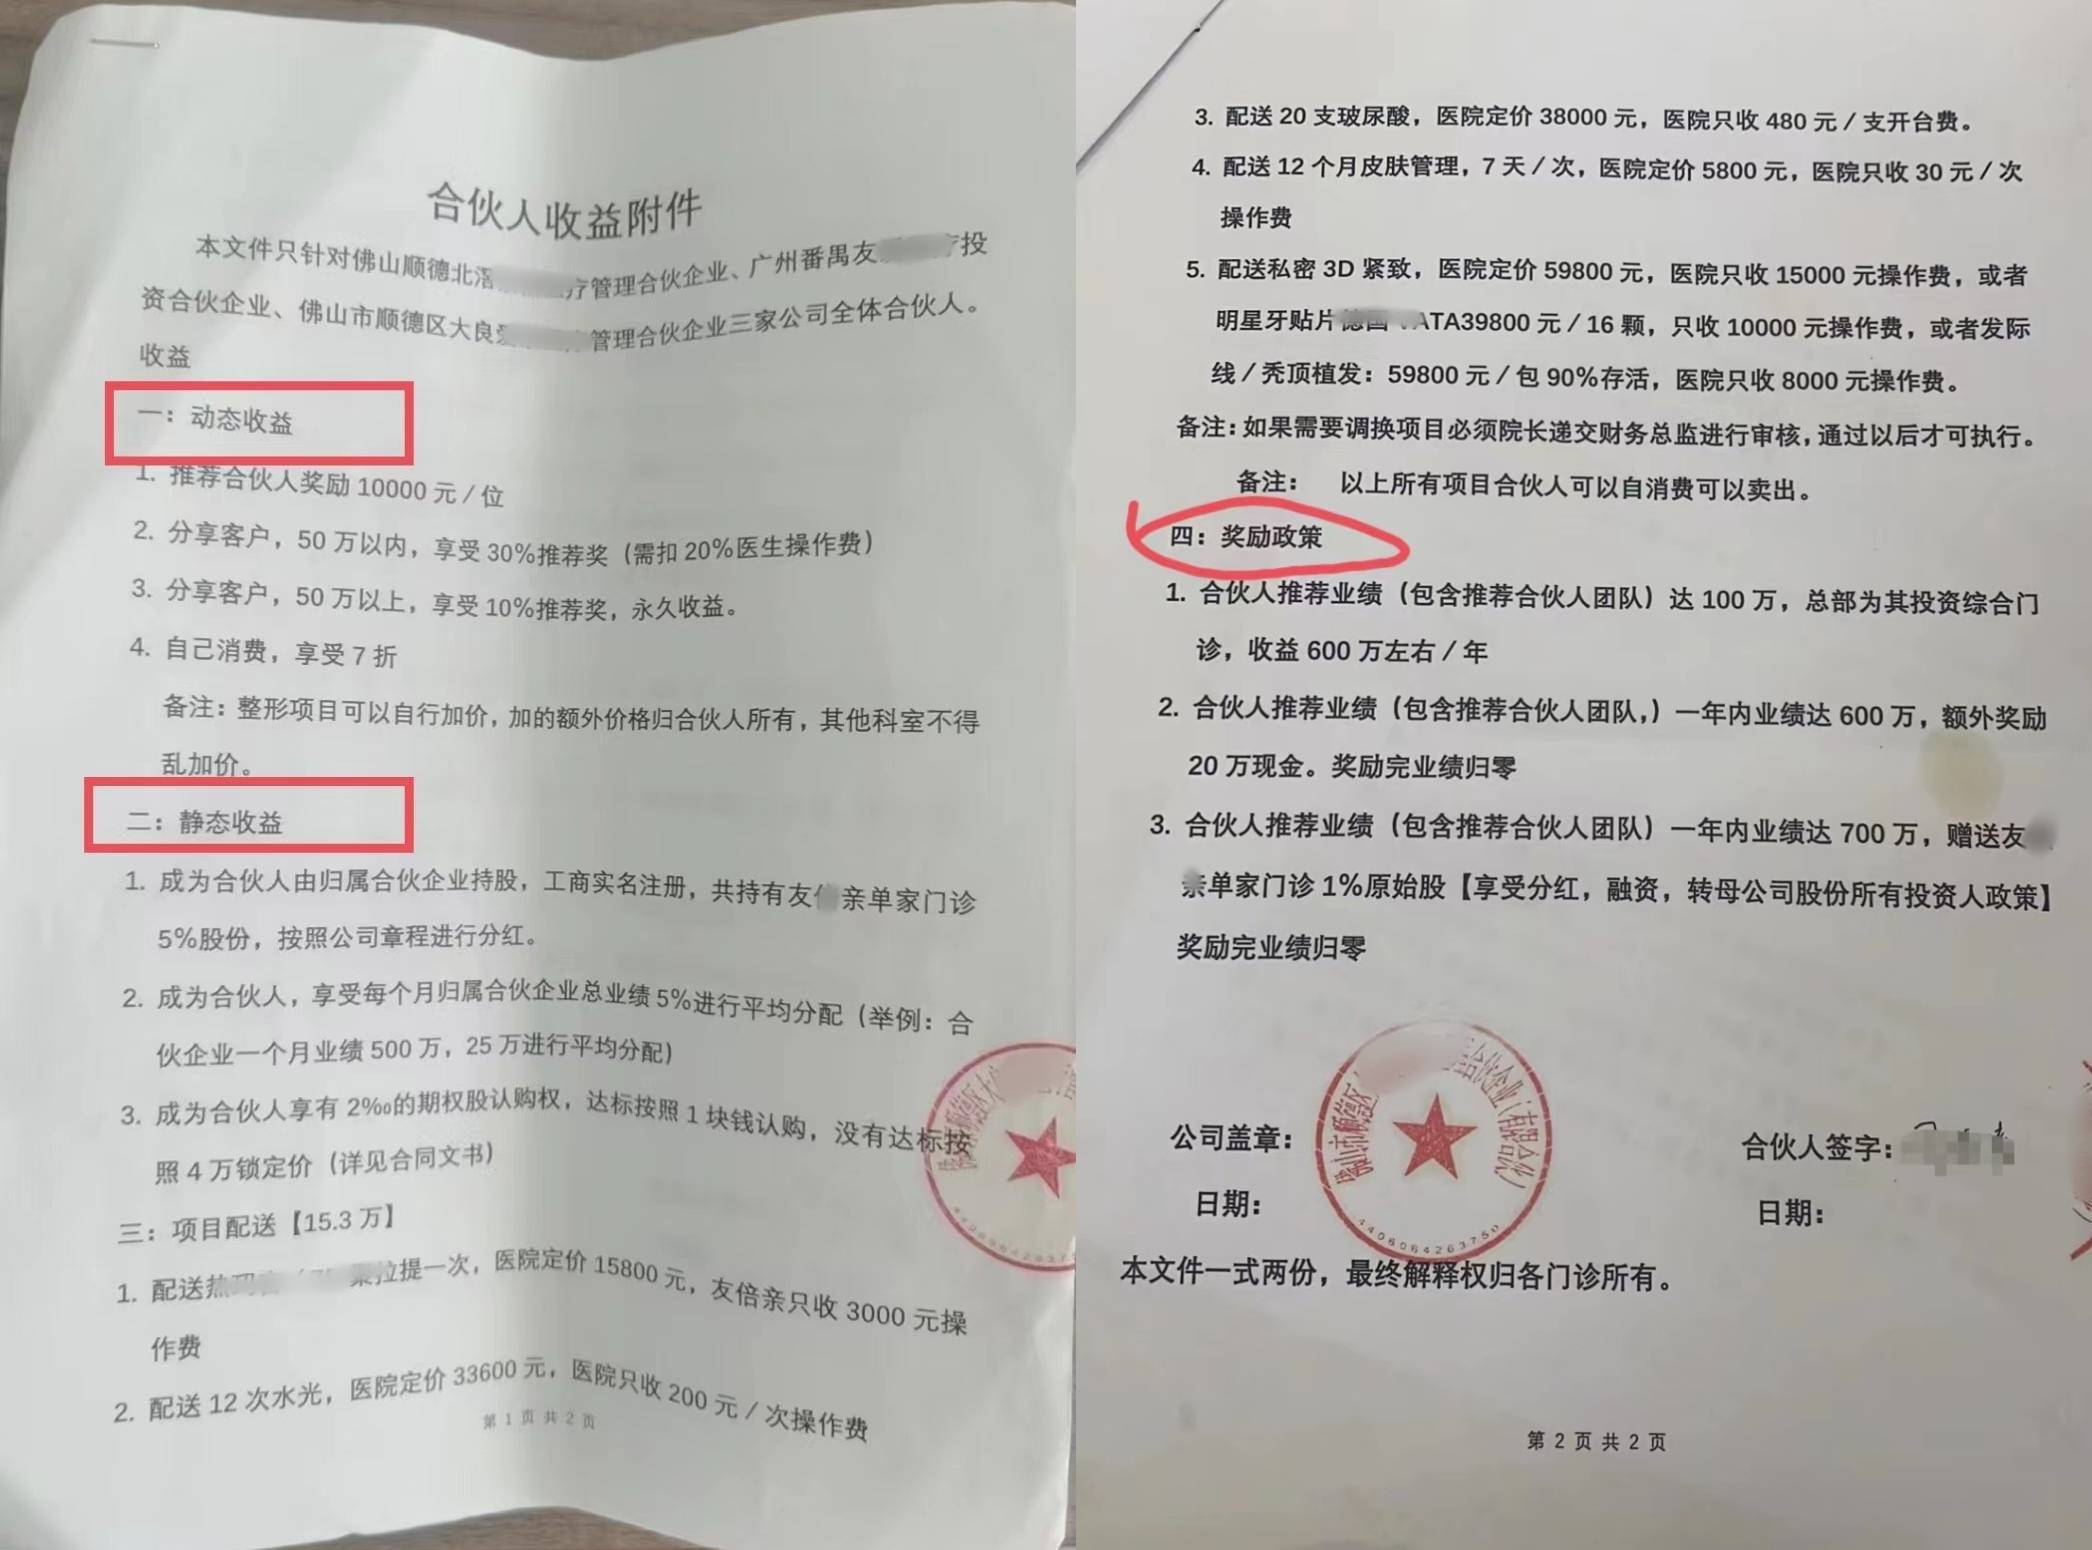 合伙人收益附件
本文件只针对佛山顺德北滘 疗管理合伙企业、广州番禺友 疗投
资合伙企业、佛山市顺德区大良爱 管理合伙企业三家公司全体合伙人。
收益
一：动态收益
1. 推荐合伙人奖励 10000 元／位
2. 分享客户，50 万以内，享受 30%推荐奖（需扣 20%医生操作费）
3. 分享客户，50 万以上，享受 10%推荐奖，永久收益。
4. 自己消费，享受 7 折
备注：整形项目可以自行加价，加的额外价格归合伙人所有，其他科室不得
乱加价。
二：静态收益
1. 成为合伙人由归属合伙企业持股，工商实名注册，共持有友 亲单家门诊
5%股份，按照公司章程进行分红。
2. 成为合伙人，享受每个月归属合伙企业总业绩 5%进行平均分配（举例：合
伙企业一个月业绩 500 万，25 万进行平均分配）
3. 成为合伙人享有 2‰的期权股认购权，达标按照 1 块钱认购，没有达标按
照 4 万锁定价（详见合同文书）
三：项目配送【15.3 万】
1. 配送热玛 拉提一次，医院定价 15800 元，友倍亲只收 3000 元操
作费
2. 配送 12 次水光，医院定价 33600 元，医院只收 200 元／次操作费
第 1 页 共 2 页
3. 配送 20 支玻尿酸，医院定价 38000 元，医院只收 480 元／支开台费。
4. 配送 12 个月皮肤管理，7 天／次，医院定价 5800 元，医院只收 30 元／次
操作费
5. 配送私密 3D 紧致，医院定价 59800 元，医院只收 15000 元操作费，或者
明星牙贴片德国 ATA39800 元／16 颗，只收 10000 元操作费，或者发际
线／秃顶植发：59800 元／包 90%存活，医院只收 8000 元操作费。
备注：如果需要调换项目必须院长递交财务总监进行审核，通过以后才可执行。
备注： 以上所有项目合伙人可以自消费可以卖出。
四：奖励政策
1. 合伙人推荐业绩（包含推荐合伙人团队）达 100 万，总部为其投资综合门
诊，收益 600 万左右／年
2. 合伙人推荐业绩（包含推荐合伙人团队，）一年内业绩达 600 万，额外奖励
20 万现金。奖励完业绩归零
3. 合伙人推荐业绩（包含推荐合伙人团队）一年内业绩达 700 万，赠送友
亲单家门诊 1%原始股【享受分红，融资，转母公司股份所有投资人政策】
奖励完业绩归零
佛山市顺德区 合伙企业（有限合伙）
4406064263750
公司盖章：
合伙人签字：
日期：
日期：
本文件一式两份，最终解释权归各门诊所有。
第 2 页 共 2 页